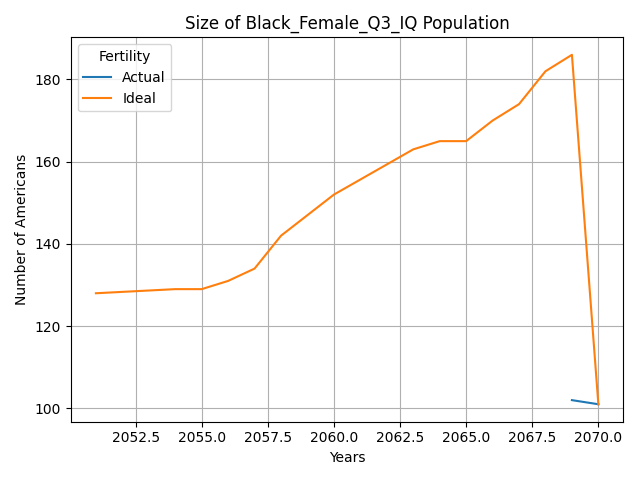 Size of Black_Female_Q3_IQ Population
Fertility
Actual
Ideal
Number of Americans
180
160
140
120
100
2052.5 2055.0 2057.5 2060.0 2062.5 2065.0 2067.5 2070.0
Years